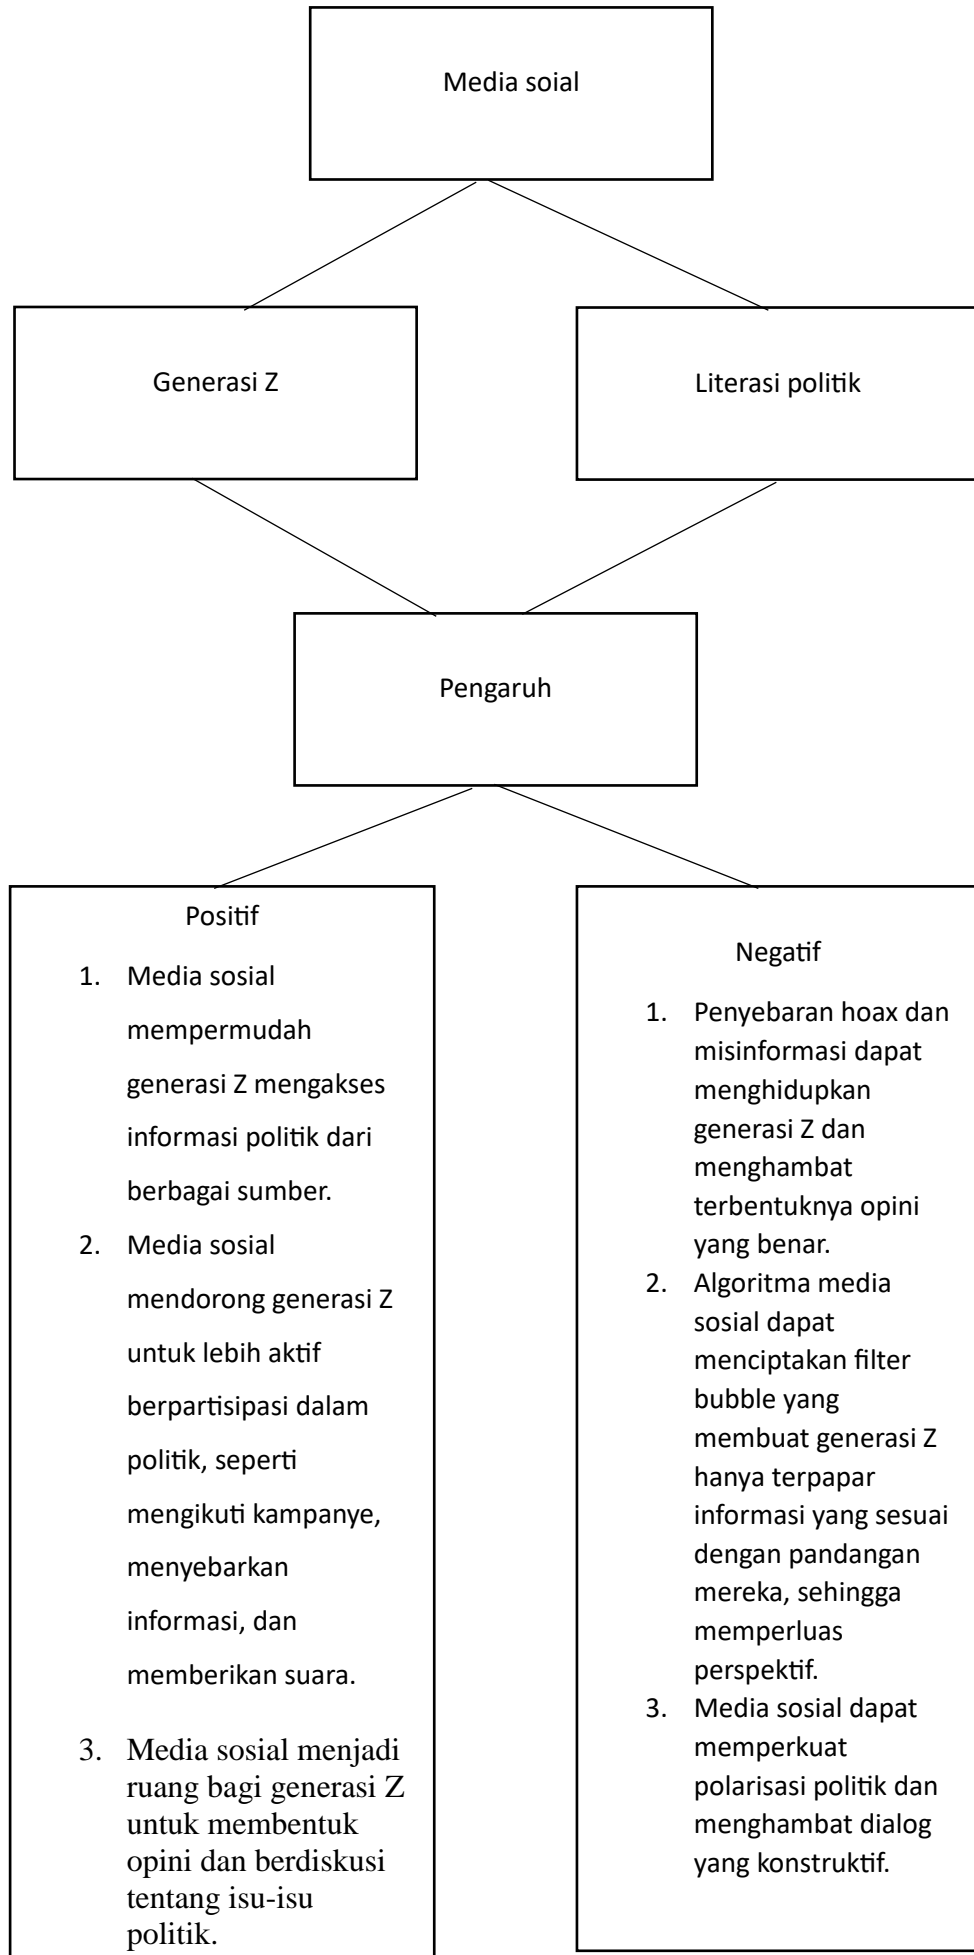 Media soial
Generasi Z
Literasi politik
Pengaruh
Positif
1. Media sosial
mempermudah
generasi Z mengakses
informasi politik dari
berbagai sumber.
2. Media sosial
mendorong generasi Z
untuk lebih aktif
berpartisipasi dalam
politik, seperti
mengikuti kampanye,
menyebarkan
informasi, dan
memberikan suara.
3. Media sosial menjadi
ruang bagi generasi Z
untuk membentuk
opini dan berdiskusi
tentang isu-isu
politik.
Negatif
1. Penyebaran hoax dan
misinformasi dapat
menghidupkan
generasi Z dan
menghambat
terbentuknya opini
yang benar.
2. Algoritma media
sosial dapat
menciptakan filter
bubble yang
membuat generasi Z
hanya terpapar
informasi yang sesuai
dengan pandangan
mereka, sehingga
memperluas
perspektif.
3. Media sosial dapat
memperkuat
polarisasi politik dan
menghambat dialog
yang konstruktif.